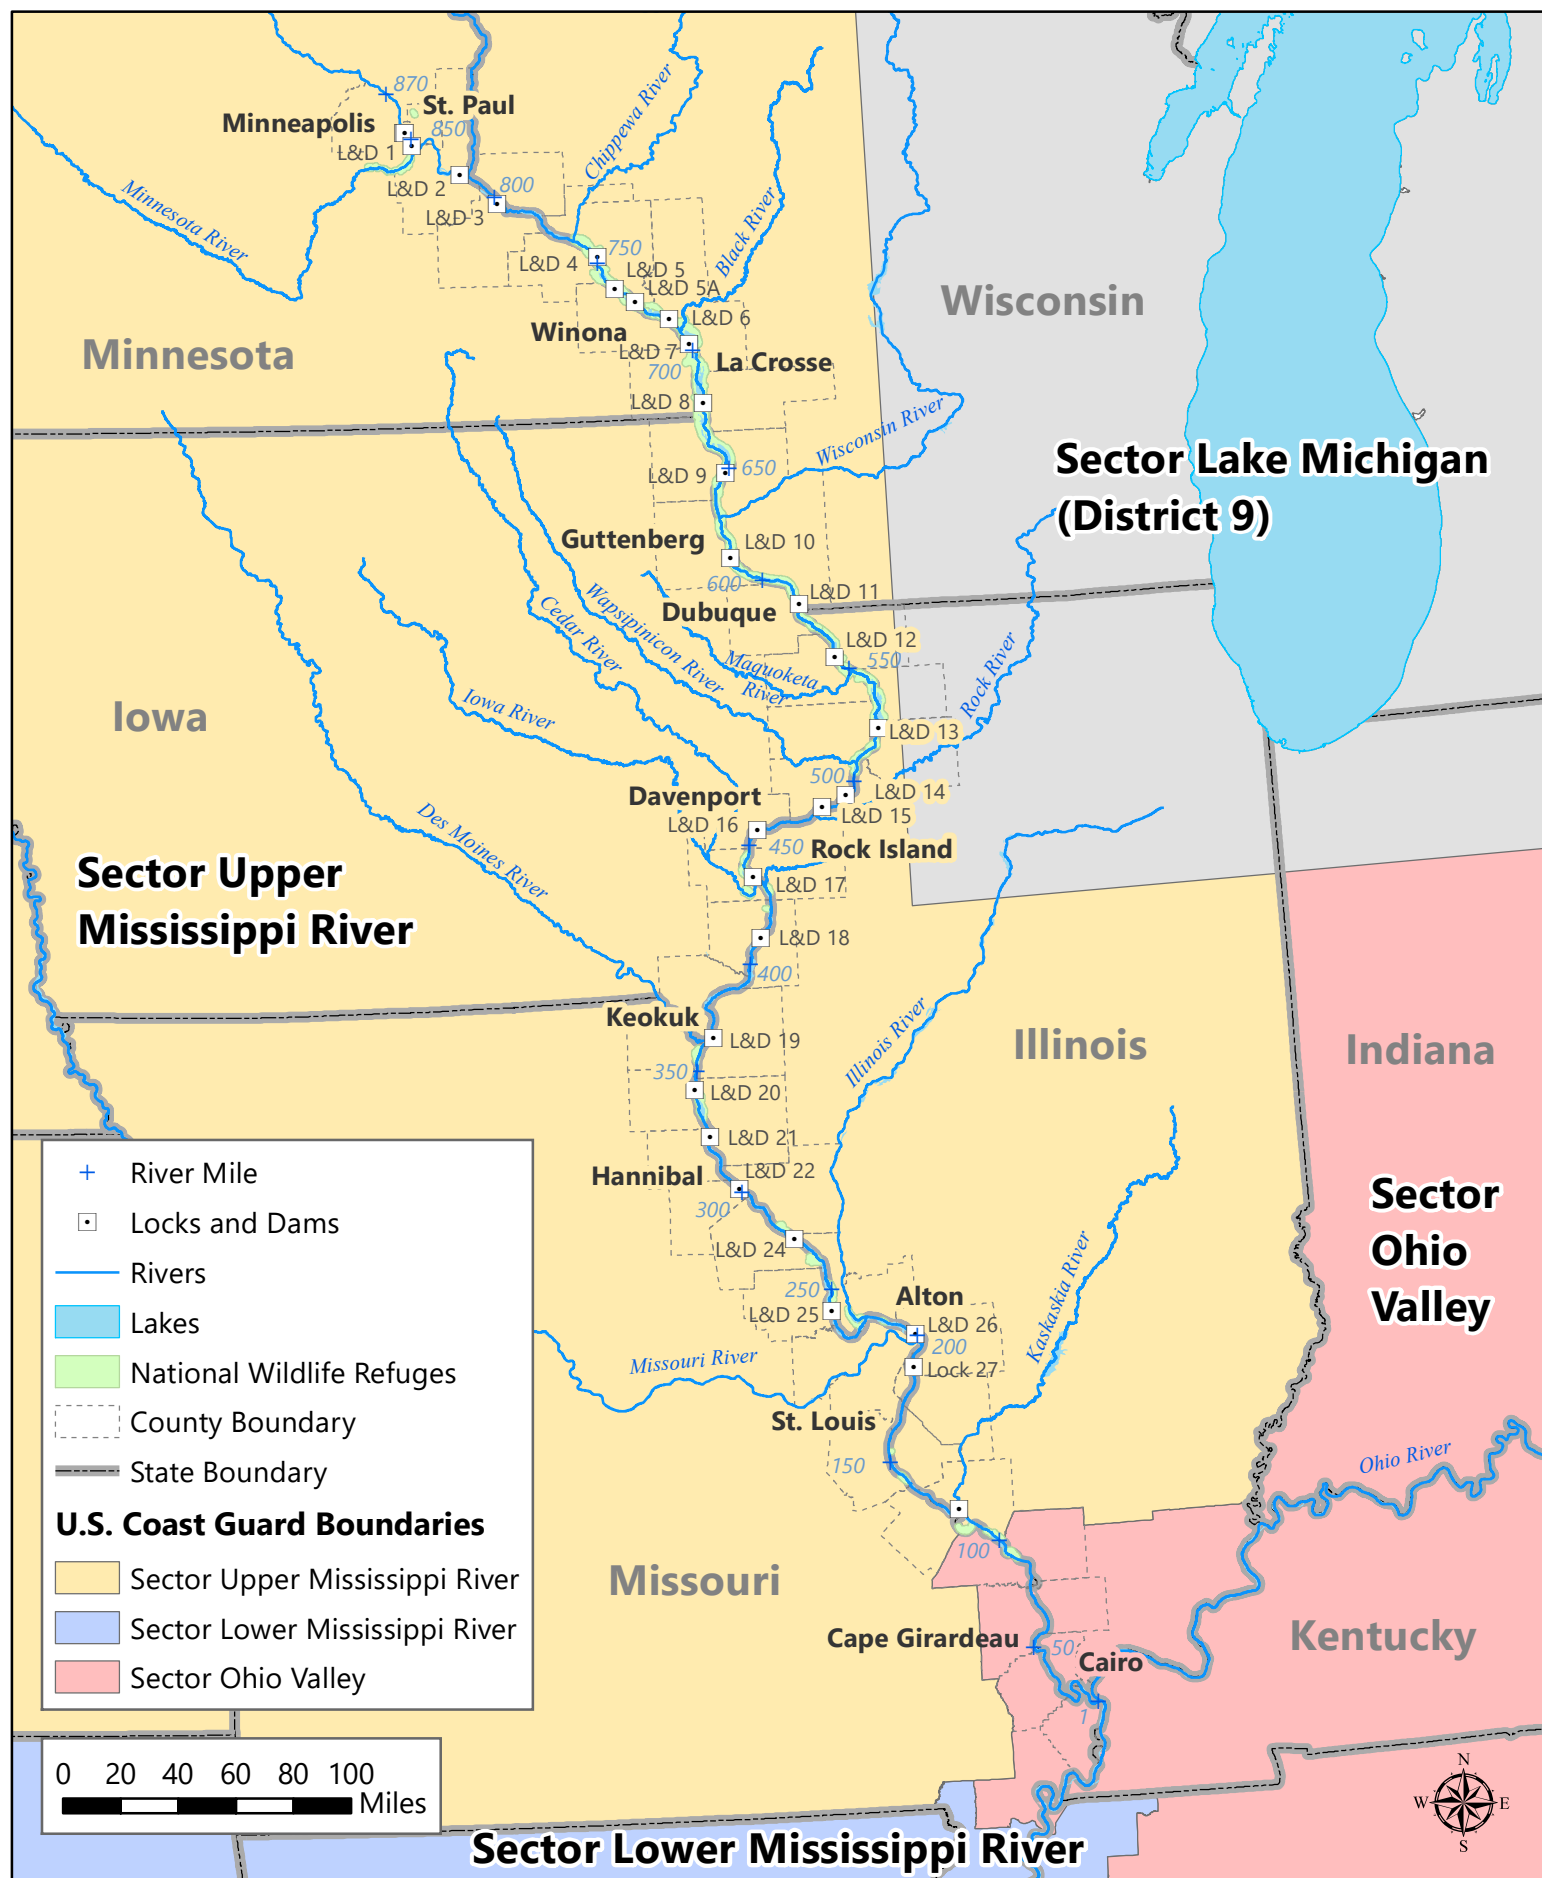 870
St. Paul
Minneapolis
850
L&D 1
Chippewa River
L&D 2
800
L&D 3
Minnesota River
Black River
750
L&D 4
L&D 5
L&D 5A
Wisconsin
L&D 6
Winona
Minnesota
L&D 7
La Crosse
700
L&D 8
Wisconsin River
Sector Lake Michigan
(District 9)
650
L&D 9
Guttenberg
L&D 10
600
L&D 11
Dubuque
Wapsipinicon River
Cedar River
L&D 12
550
Maquoketa
River
Rock River
Iowa
Iowa River
L&D 13
500
L&D 14
Davenport
L&D 15
L&D 16
450
Rock Island
Des Moines River
Sector Upper
Mississippi River
L&D 17
L&D 18
400
Keokuk
L&D 19
Illinois River
Illinois
Indiana
350
L&D 20
L&D 21
Hannibal
L&D 22
300
Sector
Ohio
Valley
L&D 24
250
L&D 25
Alton
L&D 26
200
Kaskaskia River
Missouri River
Lock 27
St. Louis
150
Ohio River
100
Missouri
Cape Girardeau
50
Cairo
Kentucky
1
River Mile
Locks and Dams
Rivers
Lakes
National Wildlife Refuges
County Boundary
State Boundary
U.S. Coast Guard Boundaries
Sector Upper Mississippi River
Sector Lower Mississippi River
Sector Ohio Valley
0 20 40 60 80 100
Miles
Sector Lower Mississippi River
N
W E
S